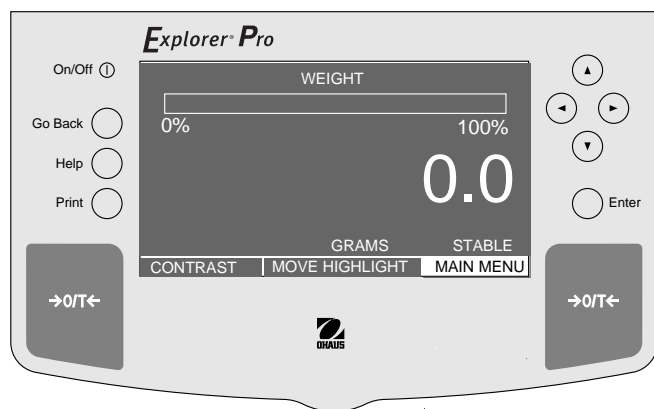 Explorer® Pro
On/Off
WEIGHT
Go Back
0% 100%
Help
0.0
Print
Enter
GRAMS STABLE
CONTRAST MOVE HIGHLIGHT MAIN MENU
→0/T←
→0/T←
OHAUS